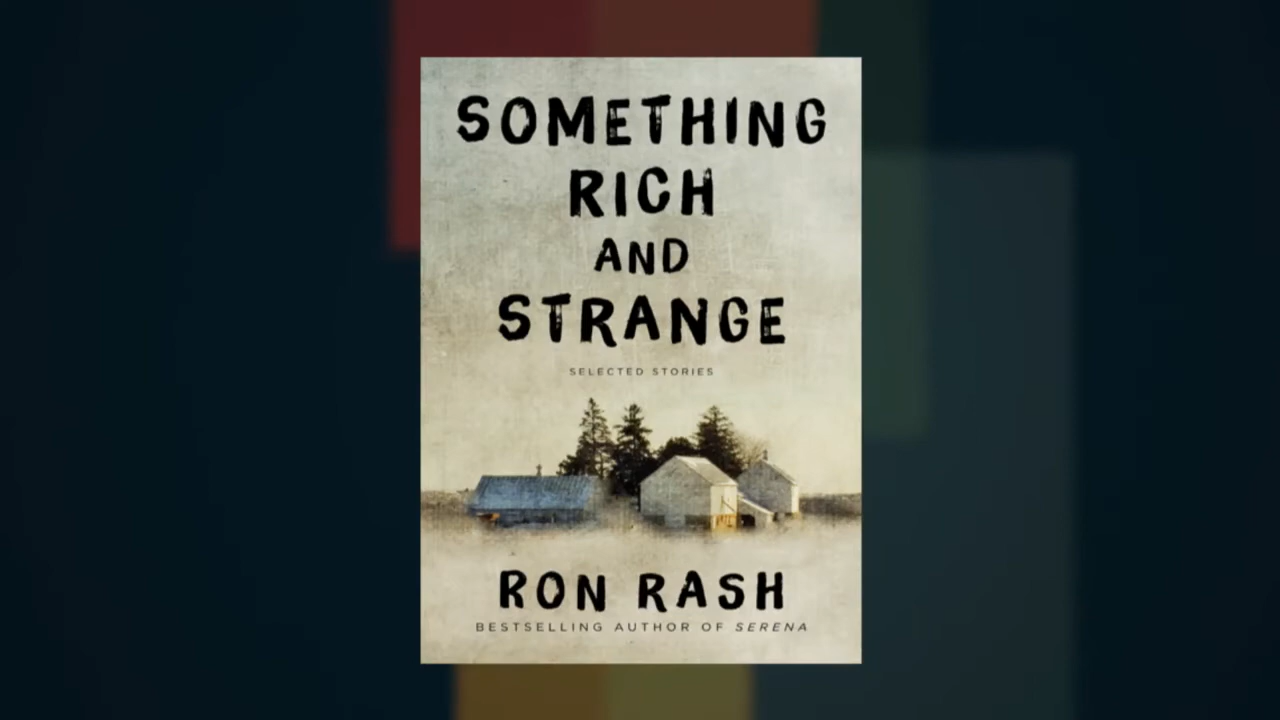 SOMETHING
RICH
AND
STRANGE
SELECTED STORIES
RON RASH
BESTSELLING AUTHOR OF SERENA